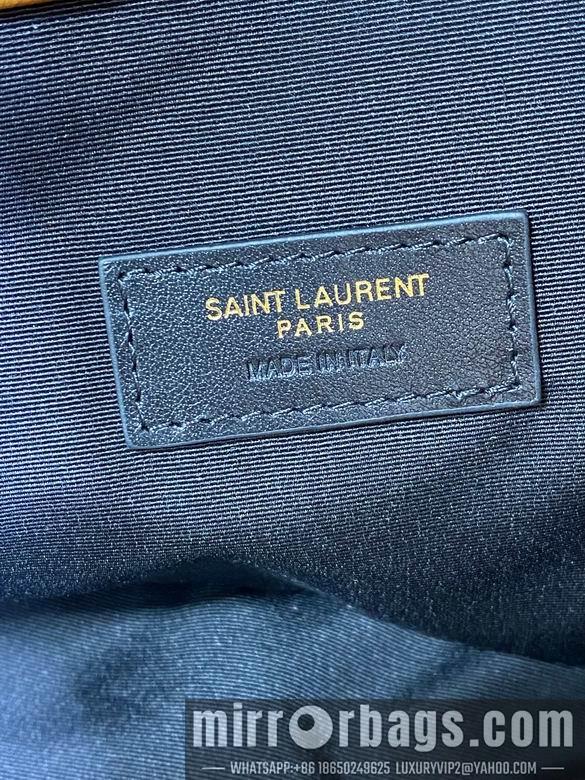 SAINT LAURENT
PARIS
MADE IN ITALY
mirrorbags.com
WHATSAPP:+86 18650249625 LUXURYVIP2@YAHOO.COM